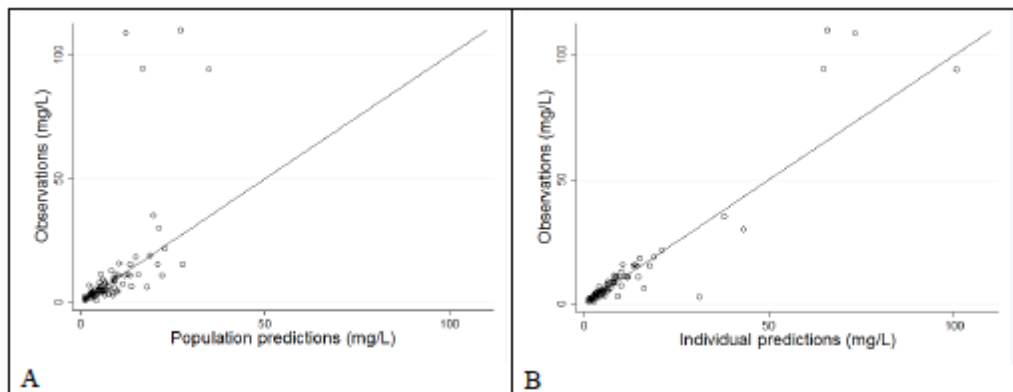 100
50
0
Observations (mg/L)
0 50 100
Population predictions (mg/L)
A
100
50
0
Observations (mg/L)
0 50 100
Individual predictions (mg/L)
B